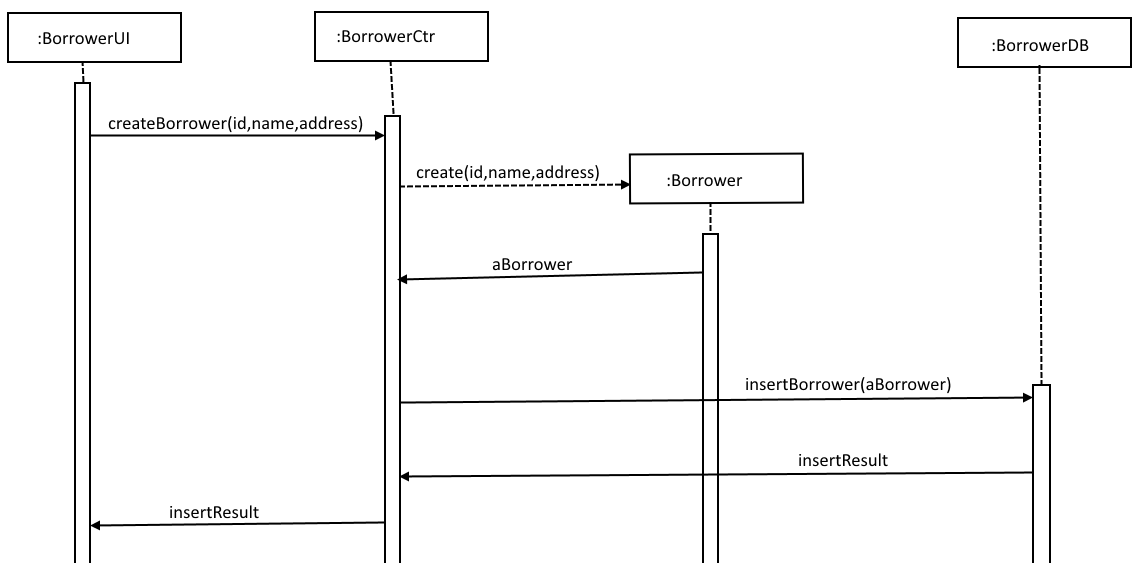 :BorrowerUI
:BorrowerCtr
:BorrowerDB
createBorrower(id,name,address)
create(id,name,address)
:Borrower
aBorrower
insertBorrower(aBorrower)
insertResult
insertResult